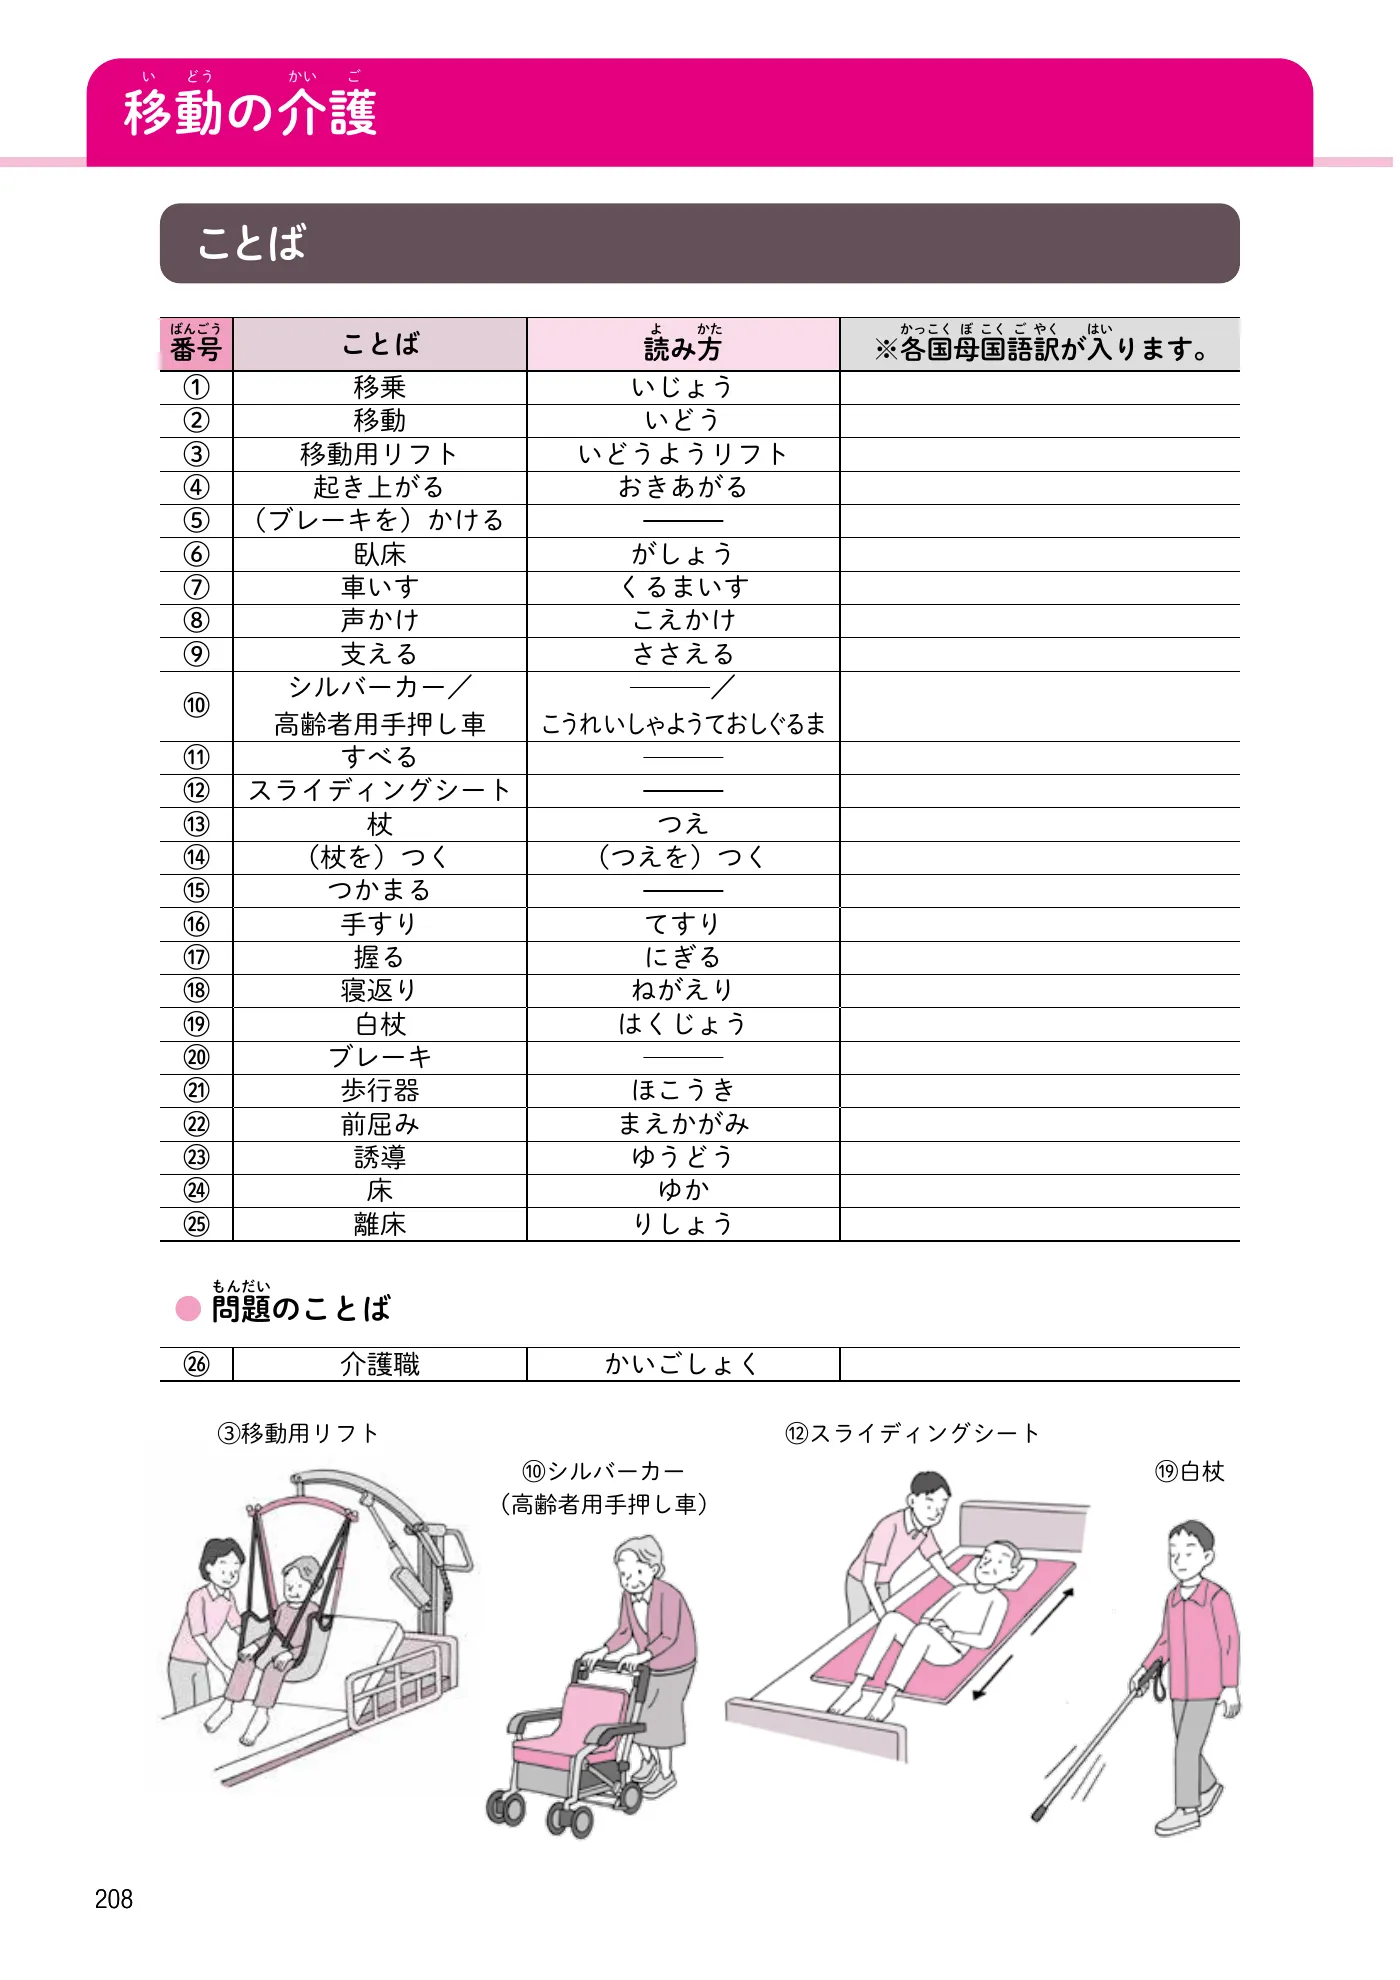 い どう かい ご
移動の介護
ことば
ばんごう よ かた かっこく ぼ こく ご やく はい
番号 ことば 読み方 ※各国母国語訳が入ります。
① 移乗 いじょう
② 移動 いどう
③ 移動用リフト いどうようリフト
④ 起き上がる おきあがる
⑤ （ブレーキを）かける ―――
⑥ 臥床 がしょう
⑦ 車いす くるまいす
⑧ 声かけ こえかけ
⑨ 支える ささえる
⑩ シルバーカー／ ―――／
高齢者用手押し車 こうれいしゃようておしぐるま
⑪ すべる ―――
⑫ スライディングシート ―――
⑬ 杖 つえ
⑭ （杖を）つく （つえを）つく
⑮ つかまる ―――
⑯ 手すり てすり
⑰ 握る にぎる
⑱ 寝返り ねがえり
⑲ 白杖 はくじょう
⑳ ブレーキ ―――
㉑ 歩行器 ほこうき
㉒ 前屈み まえかがみ
㉓ 誘導 ゆうどう
㉔ 床 ゆか
㉕ 離床 りしょう
もんだい
● 問題のことば
㉖ 介護職 かいごしょく
③移動用リフト
⑩シルバーカー
（高齢者用手押し車）
⑫スライディングシート
⑲白杖
208